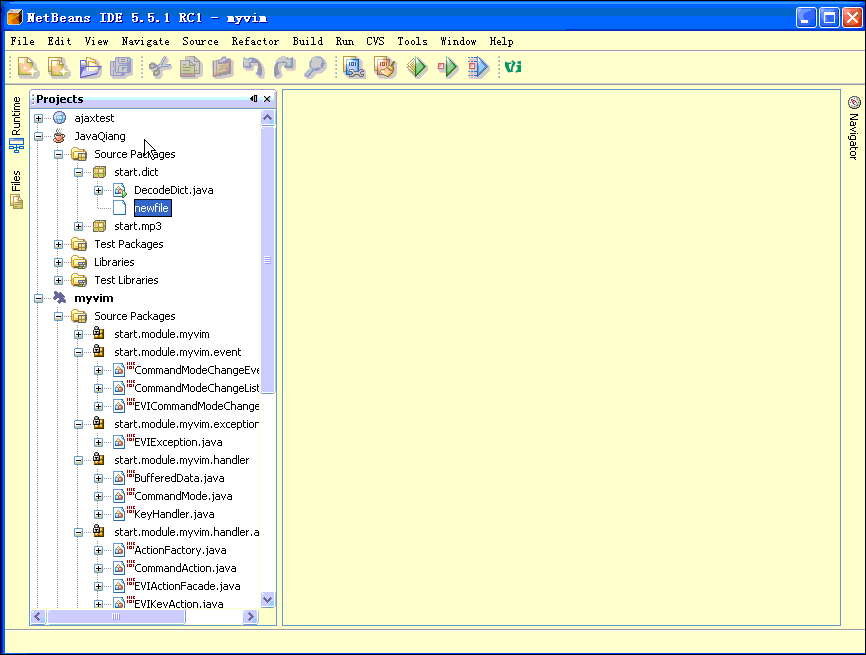 NetBeans IDE 5.5.1 RC1 - myvim
File Edit View Navigate Source Refactor Build Run CVS Tools Window Help
Projects
Runtime
Files
Navigator
ajaxtest
JavaQiang
Source Packages
start.dict
DecodeDict.java
newfile
start.mp3
Test Packages
Libraries
Test Libraries
myvim
Source Packages
start.module.myvim
start.module.myvim.event
CommandModeChangeEve
CommandModeChangeList
EVICommandModeChange
start.module.myvim.exception
EVIException.java
start.module.myvim.handler
BufferedData.java
CommandMode.java
KeyHandler.java
start.module.myvim.handler.a
ActionFactory.java
CommandAction.java
EVIActionFacade.java
EVIKeyAction.java